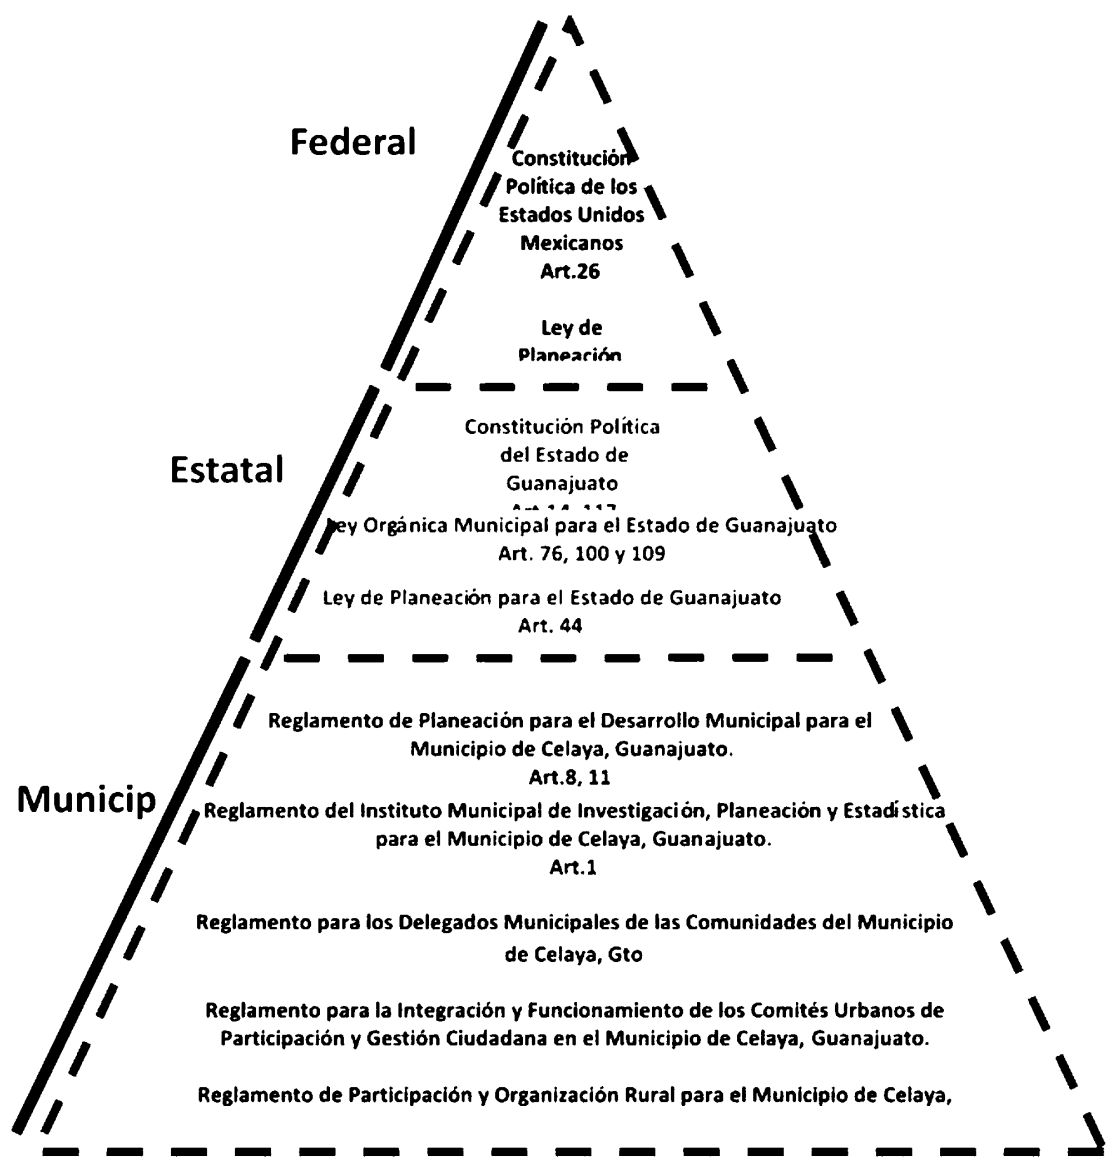 Federal
Constitución
Política de los
Estados Unidos
Mexicanos
Art.26
Ley de
Planeación
Estatal
Constitución Política
del Estado de
Guanajuato
Art.14, 117
Ley Orgánica Municipal para el Estado de Guanajuato
Art. 76, 100 y 109
Ley de Planeación para el Estado de Guanajuato
Art. 44
Municip
Reglamento de Planeación para el Desarrollo Municipal para el
Municipio de Celaya, Guanajuato.
Art.8, 11
Reglamento del Instituto Municipal de Investigación, Planeación y Estadística
para el Municipio de Celaya, Guanajuato.
Art.1
Reglamento para los Delegados Municipales de las Comunidades del Municipio
de Celaya, Gto
Reglamento para la Integración y Funcionamiento de los Comités Urbanos de
Participación y Gestión Ciudadana en el Municipio de Celaya, Guanajuato.
Reglamento de Participación y Organización Rural para el Municipio de Celaya,